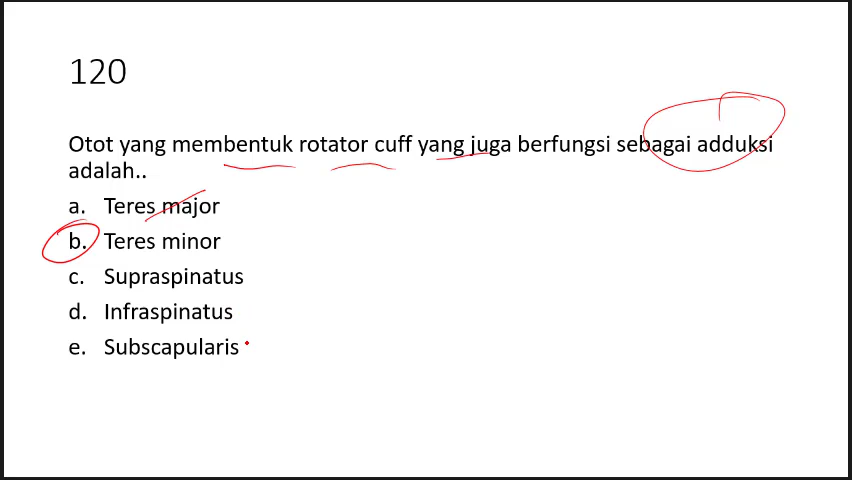 120
Otot yang membentuk rotator cuff yang juga berfungsi sebagai adduksi
adalah..
a. Teres major
b. Teres minor
c. Supraspinatus
d. Infraspinatus
e. Subscapularis